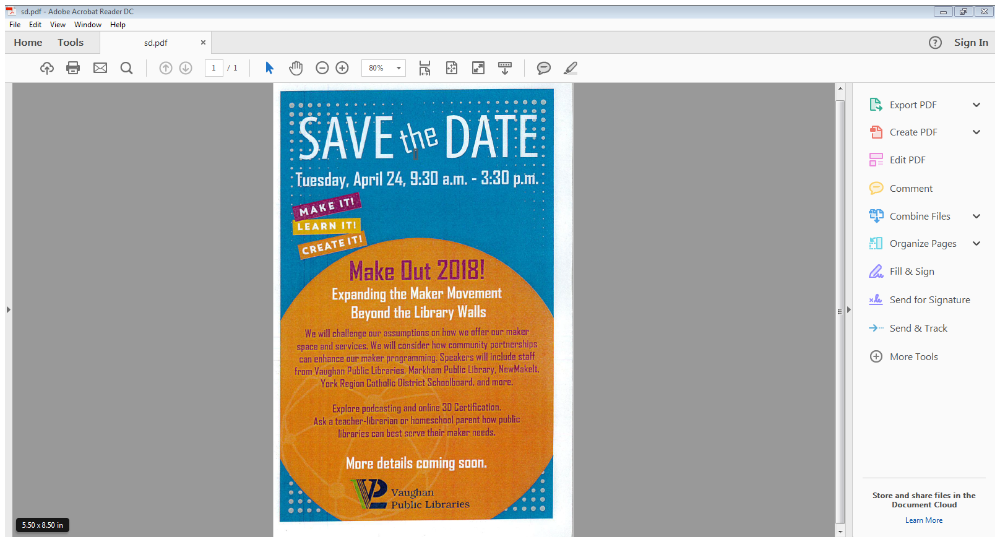 sd.pdf - Adobe Acrobat Reader DC
File Edit View Window Help
Home Tools sd.pdf × Sign In
1 / 1 80%
SAVE the DATE
Tuesday, April 24, 9:30 a.m. - 3:30 p.m.
MAKE IT!
LEARN IT!
CREATE IT!
Make Out 2018!
Expanding the Maker Movement
Beyond the Library Walls
We will challenge our assumptions on how we offer our maker
space and services. We will consider how community partnerships
can enhance our maker programming. Speakers will include staff
from Vaughan Public Libraries, Markham Public Library, NewMakeIt,
York Region Catholic District Schoolboard, and more.
Explore podcasting and online 3D Certification.
Ask a teacher-librarian or homeschool parent how public
libraries can best serve their maker needs.
More details coming soon.
VPL
Vaughan
Public Libraries
5.50 x 8.50 in
Export PDF
Create PDF
Edit PDF
Comment
Combine Files
Organize Pages
Fill & Sign
Send for Signature
Send & Track
More Tools
Store and share files in the
Document Cloud
Learn More